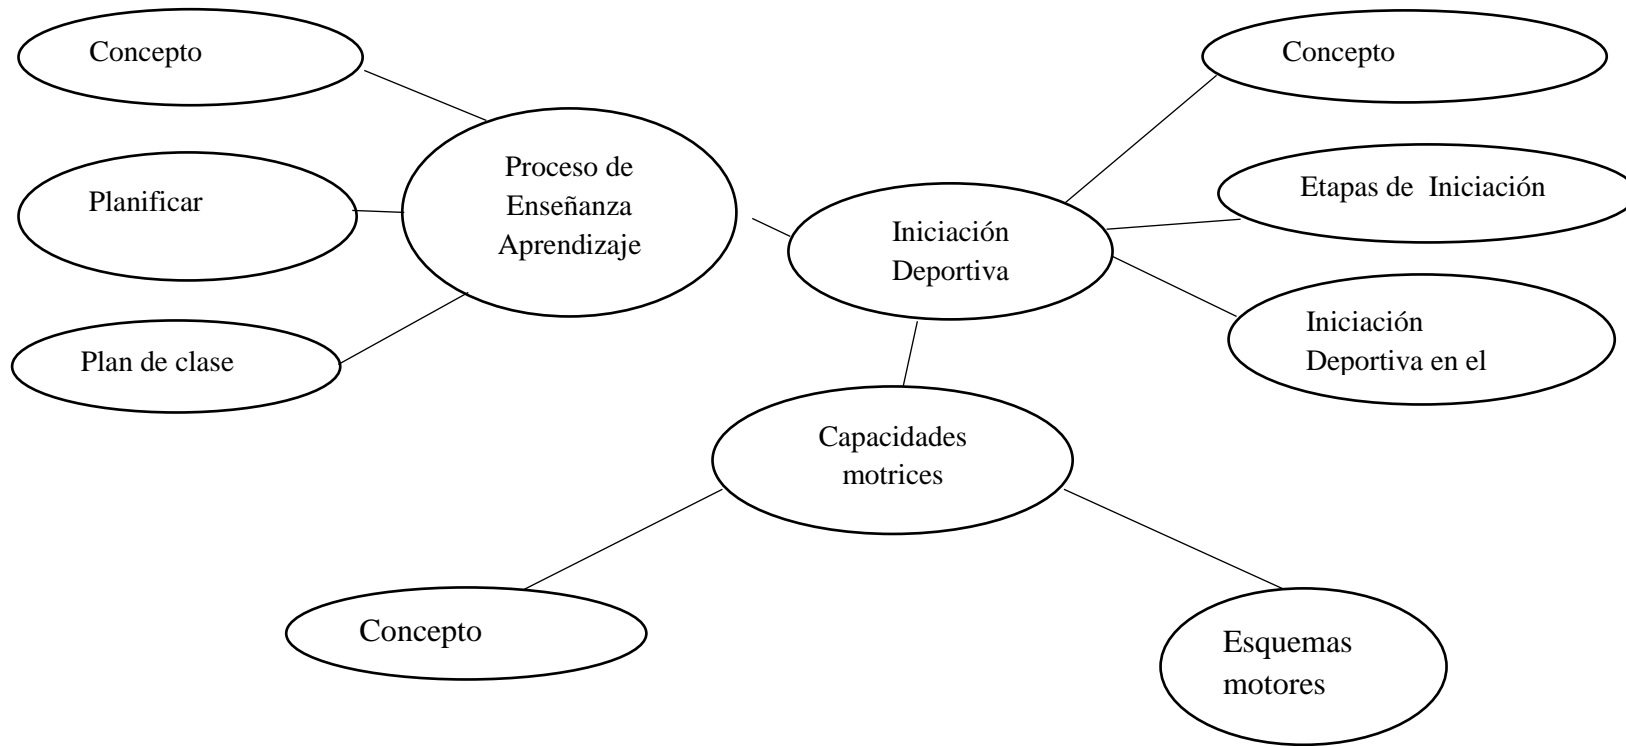 Concepto
Planificar
Plan de clase
Proceso de
Enseñanza
Aprendizaje
Iniciación
Deportiva
Concepto
Etapas de  Iniciación
Iniciación
Deportiva en el
Capacidades
motrices
Concepto
Esquemas
motores